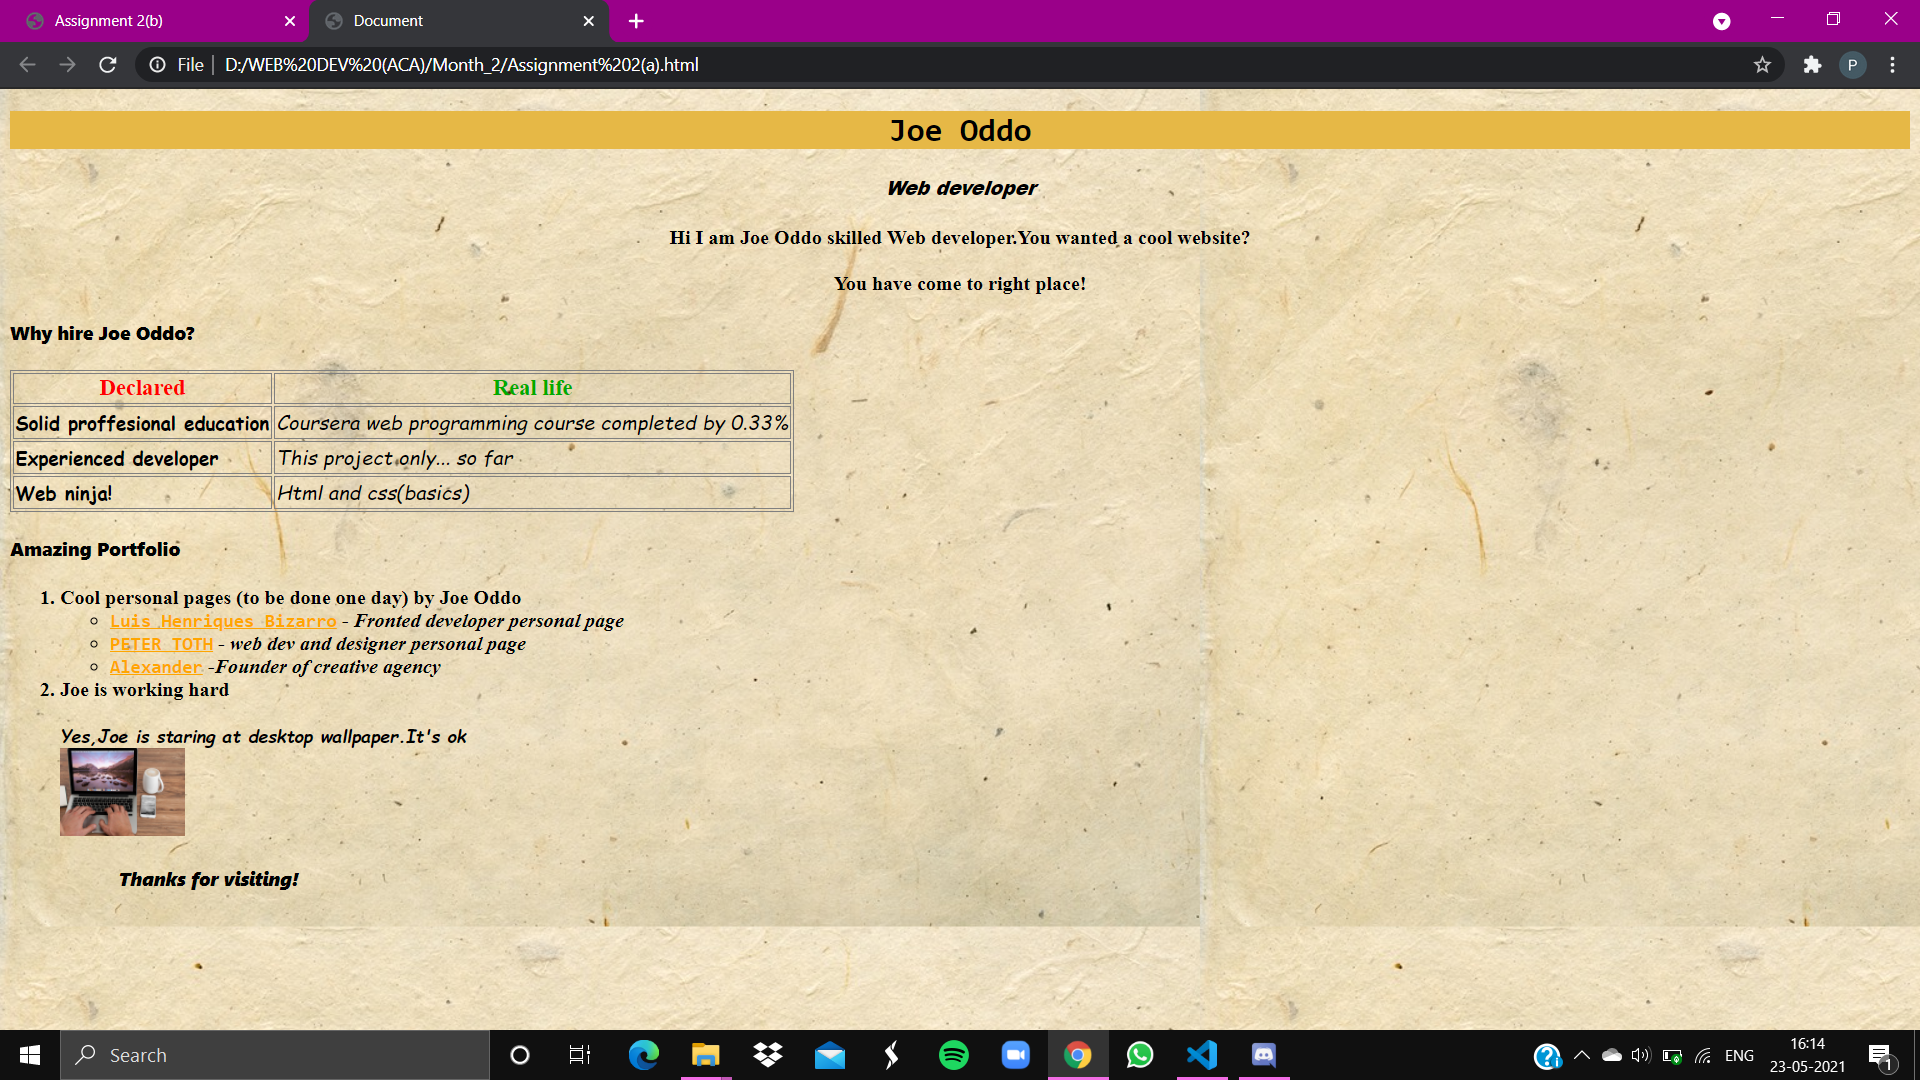 Assignment 2(b)
Document
File
D:/WEB%20DEV%20(ACA)/Month_2/Assignment%202(a).html
P
Joe Oddo
Web developer
Hi I am Joe Oddo skilled Web developer.You wanted a cool website?
You have come to right place!
Why hire Joe Oddo?
Declared Real life
Solid proffesional education Coursera web programming course completed by 0.33%
Experienced developer This project only... so far
Web ninja! Html and css(basics)
Amazing Portfolio
1. Cool personal pages (to be done one day) by Joe Oddo
Luis Henriques Bizarro - Fronted developer personal page
PETER TOTH - web dev and designer personal page
Alexander -Founder of creative agency
2. Joe is working hard
Yes,Joe is staring at desktop wallpaper.It's ok
Thanks for visiting!
Search
ENG
16:14
23-05-2021
1